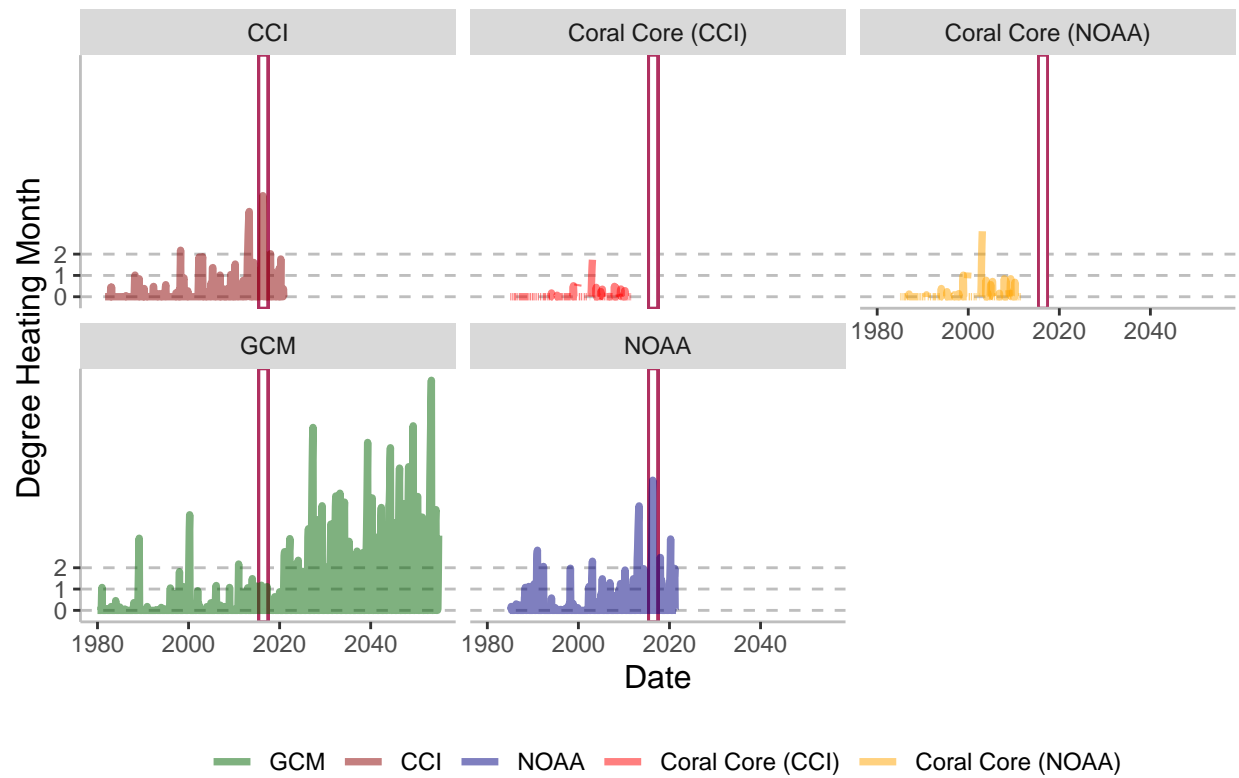 CCI
Coral Core (CCI)
Coral Core (NOAA)
Degree Heating Month
2
1
0
1980 2000 2020 2040
GCM
NOAA
2
1
0
1980 2000 2020 2040
1980 2000 2020 2040
Date
GCM CCI NOAA Coral Core (CCI) Coral Core (NOAA)